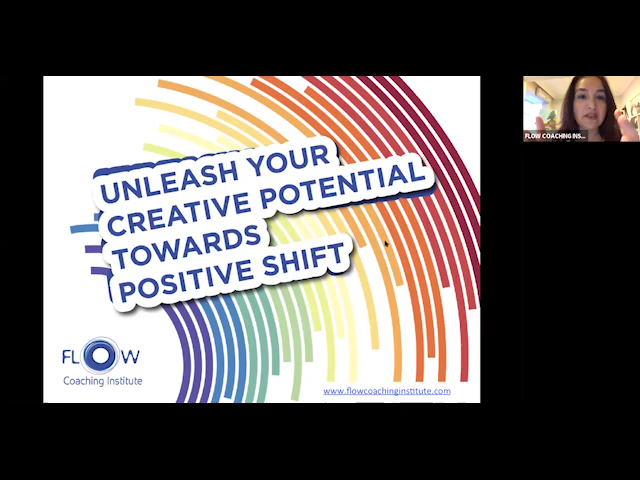 UNLEASH YOUR
CREATIVE POTENTIAL
TOWARDS
POSITIVE SHIFT
FLOW
Coaching Institute
www.flowcoachinginstitute.com
FLOW COACHING INS...